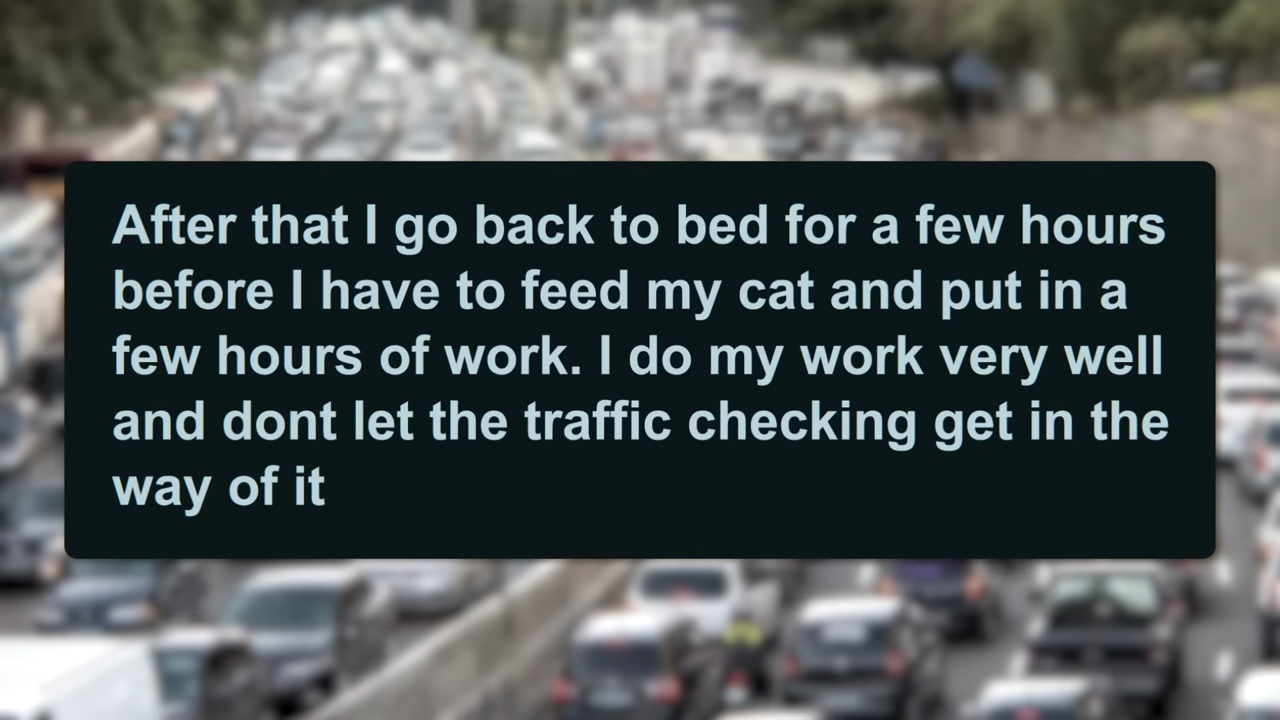 After that I go back to bed for a few hours
before I have to feed my cat and put in a
few hours of work. I do my work very well
and dont let the traffic checking get in the
way of it